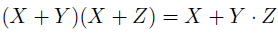 (X + Y)(X + Z) = X + Y · Z